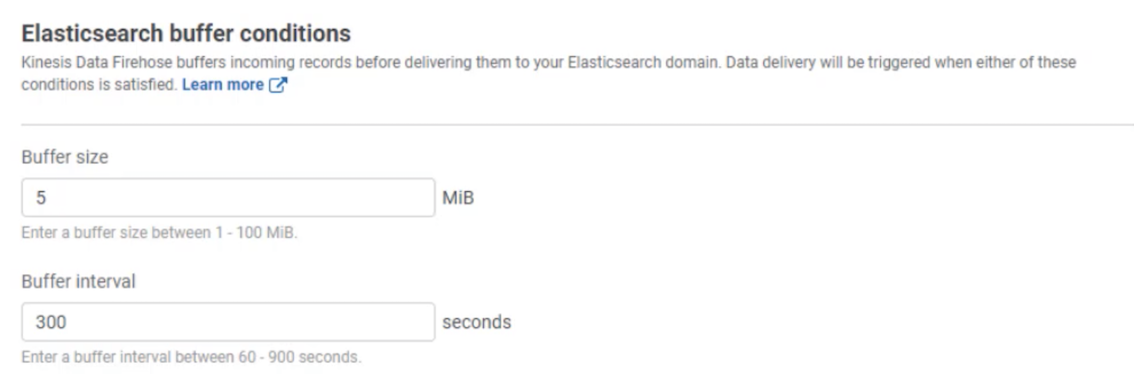 Elasticsearch buffer conditions
Kinesis Data Firehose buffers incoming records before delivering them to your Elasticsearch domain. Data delivery will be triggered when either of these
conditions is satisfied. Learn more
Buffer size
5 MiB
Enter a buffer size between 1 - 100 MiB.
Buffer interval
300 seconds
Enter a buffer interval between 60 - 900 seconds.